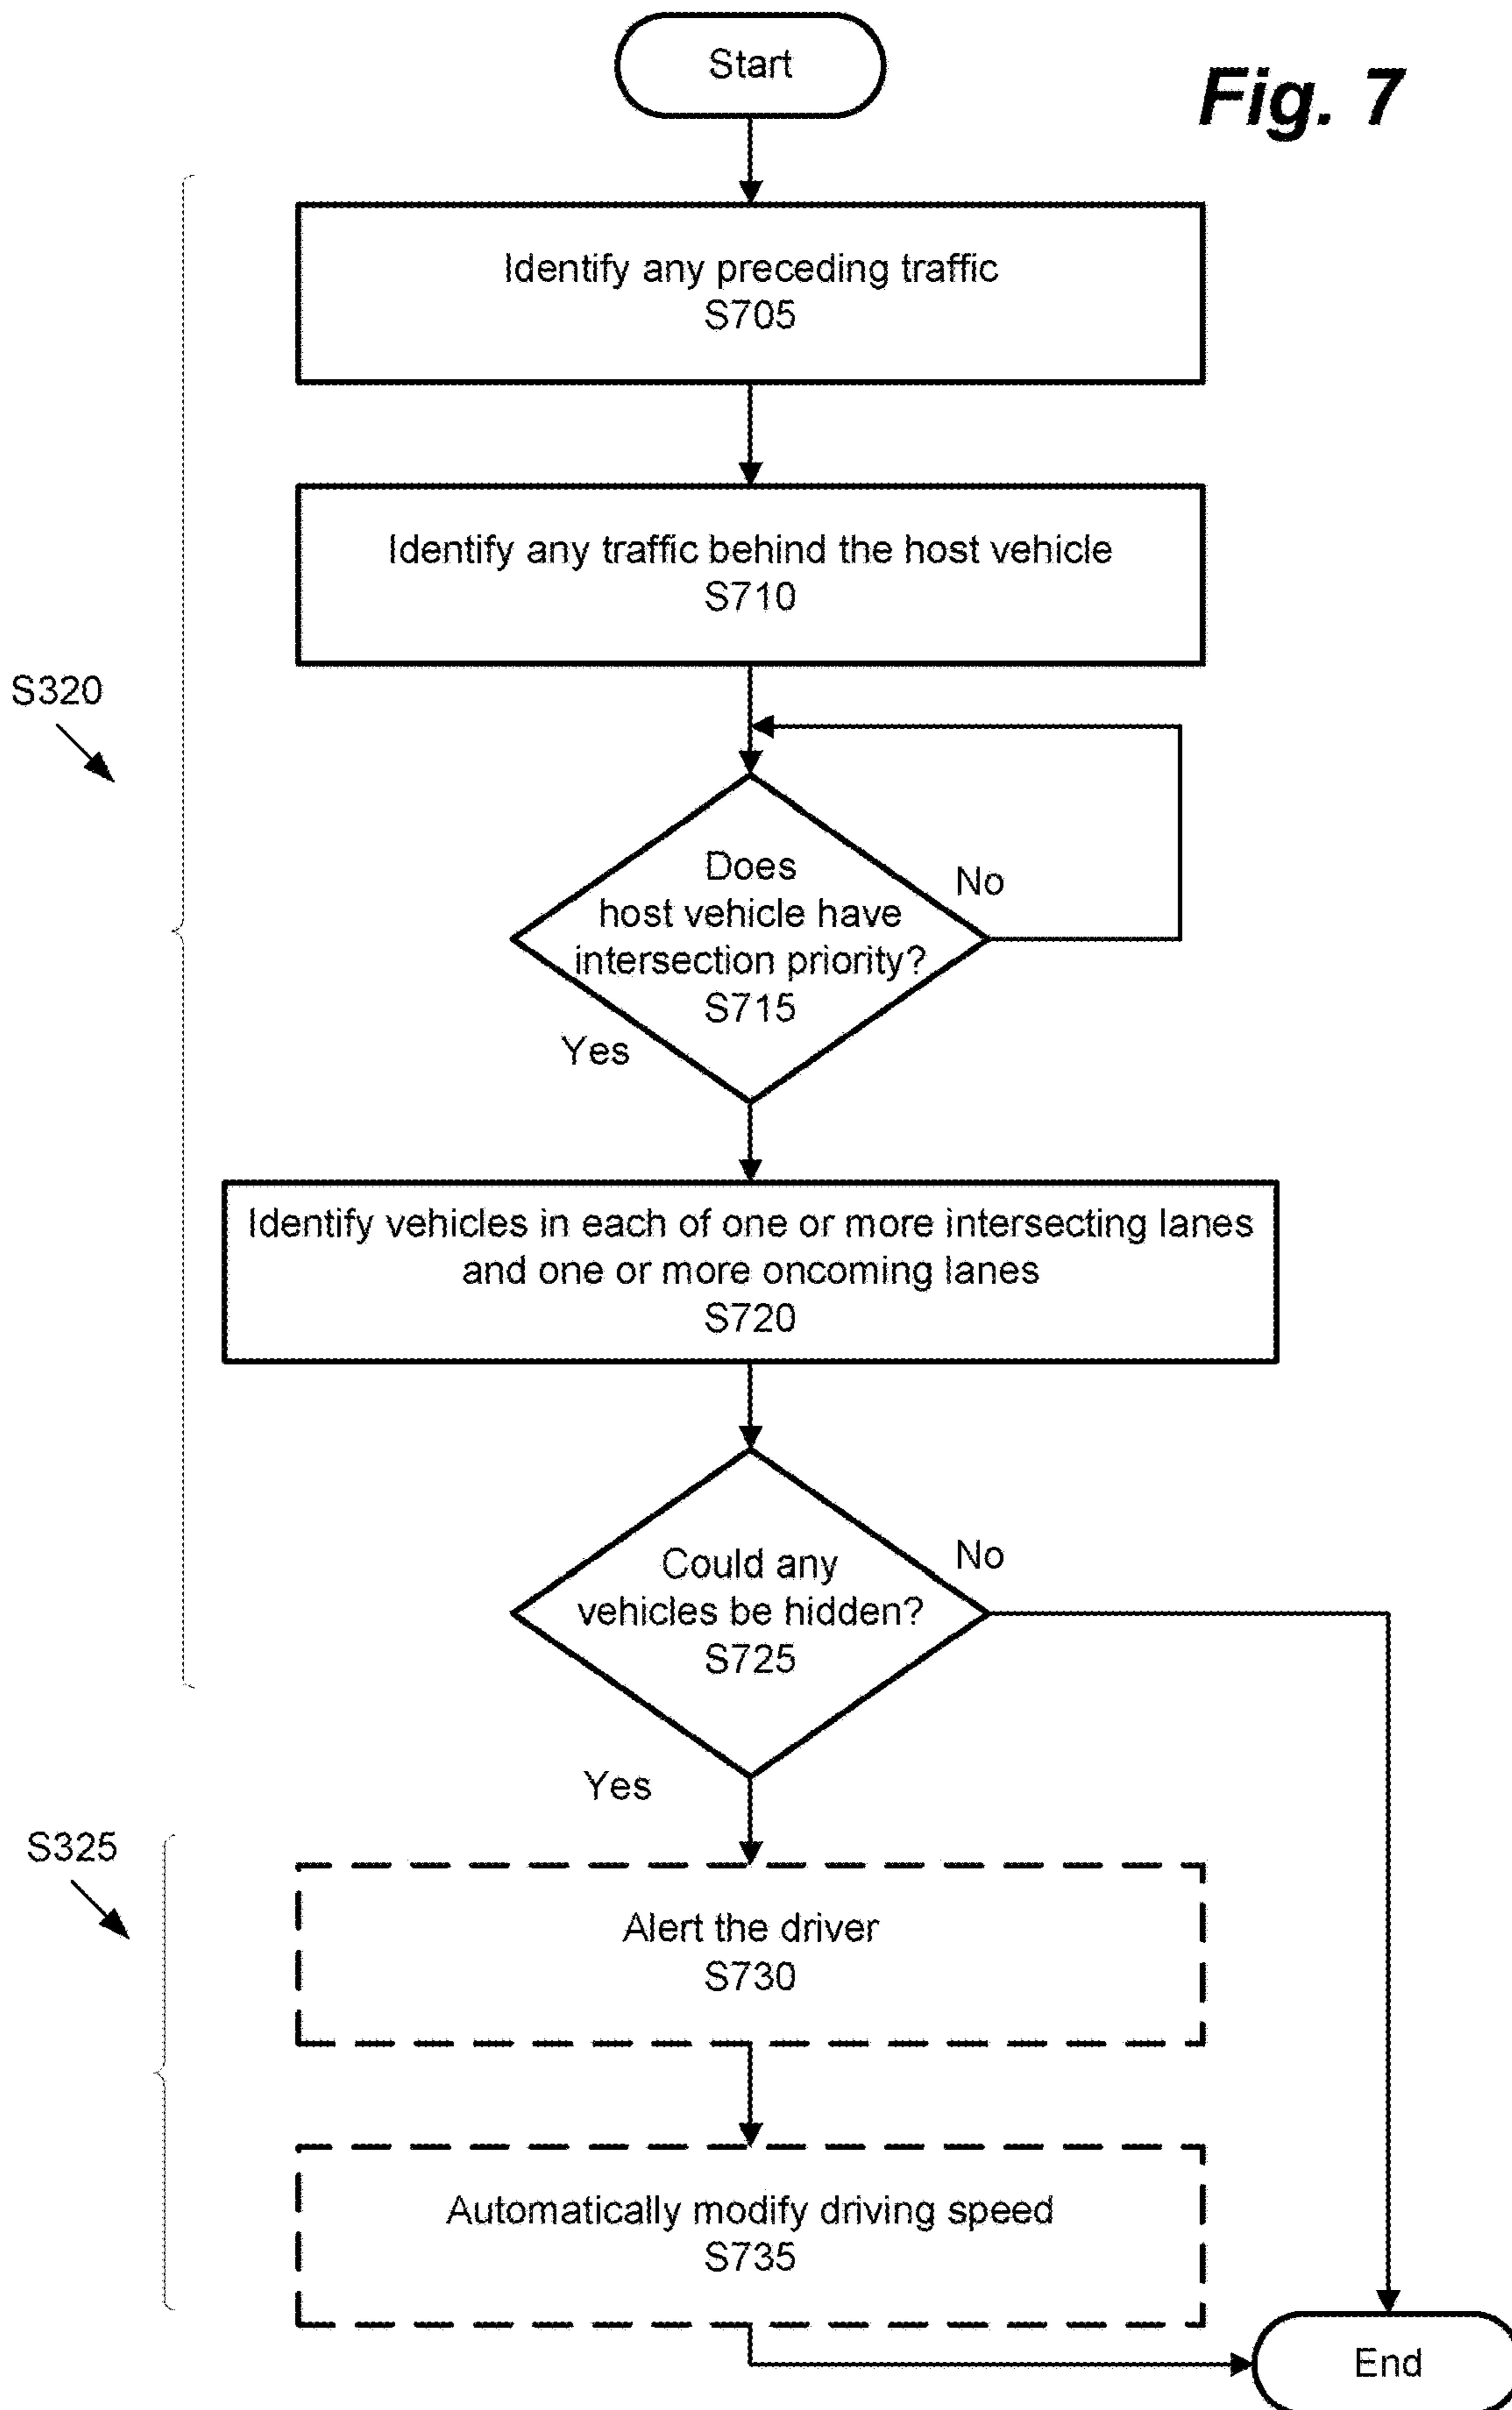 Start
Fig. 7
Identify any preceding traffic
S705
Identify any traffic behind the host vehicle
S710
S320
Does
host vehicle have
intersection priority?
S715
No
Yes
Identify vehicles in each of one or more intersecting lanes
and one or more oncoming lanes
S720
Could any
vehicles be hidden?
S725
No
Yes
S325
Alert the driver
S730
Automatically modify driving speed
S735
End